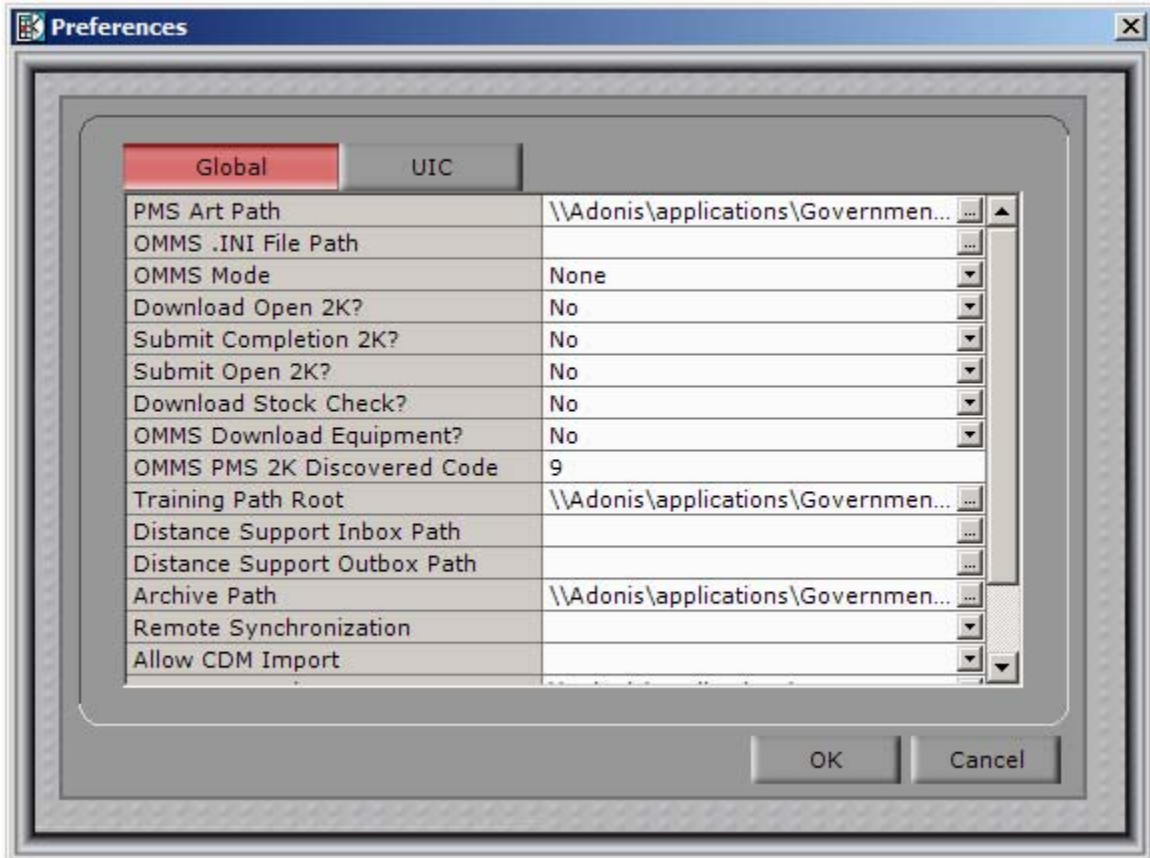 Preferences
Global UIC
PMS Art Path \\Adonis\applications\Governmen... ...
OMMS .INI File Path ...
OMMS Mode None
Download Open 2K? No
Submit Completion 2K? No
Submit Open 2K? No
Download Stock Check? No
OMMS Download Equipment? No
OMMS PMS 2K Discovered Code 9
Training Path Root \\Adonis\applications\Governmen... ...
Distance Support Inbox Path ...
Distance Support Outbox Path ...
Archive Path \\Adonis\applications\Governmen... ...
Remote Synchronization
Allow CDM Import
OK Cancel